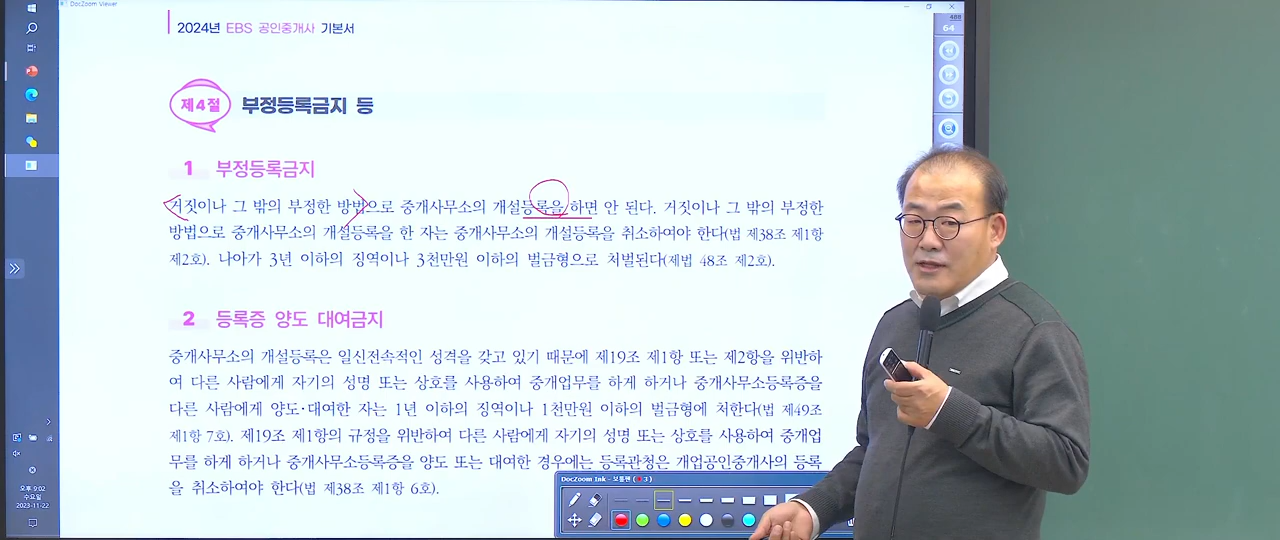 DocZoom Viewer
2024년 EBS 공인중개사 기본서
488
64
제4절 부정등록금지 등
1 부정등록금지
거짓이나 그 밖의 부정한 방법으로 중개사무소의 개설등록을 하면 안 된다. 거짓이나 그 밖의 부정한
방법으로 중개사무소의 개설등록을 한 자는 중개사무소의 개설등록을 취소하여야 한다(법 제38조 제1항
제2호). 나아가 3년 이하의 징역이나 3천만원 이하의 벌금형으로 처벌된다(제법 48조 제2호).
2 등록증 양도 대여금지
중개사무소의 개설등록은 일신전속적인 성격을 갖고 있기 때문에 제19조 제1항 또는 제2항을 위반하
여 다른 사람에게 자기의 성명 또는 상호를 사용하여 중개업무를 하게 하거나 중개사무소등록증을
다른 사람에게 양도·대여한 자는 1년 이하의 징역이나 1천만원 이하의 벌금형에 처한다(법 제49조
제1항 7호). 제19조 제1항의 규정을 위반하여 다른 사람에게 자기의 성명 또는 상호를 사용하여 중개업
무를 하게 하거나 중개사무소등록증을 양도 또는 대여한 경우에는 등록관청은 개업공인중개사의 등록
을 취소하여야 한다(법 제38조 제1항 6호).
DocZoom Ink - 보통펜 ( 3 )
오후 9:02
수요일
2023-11-22